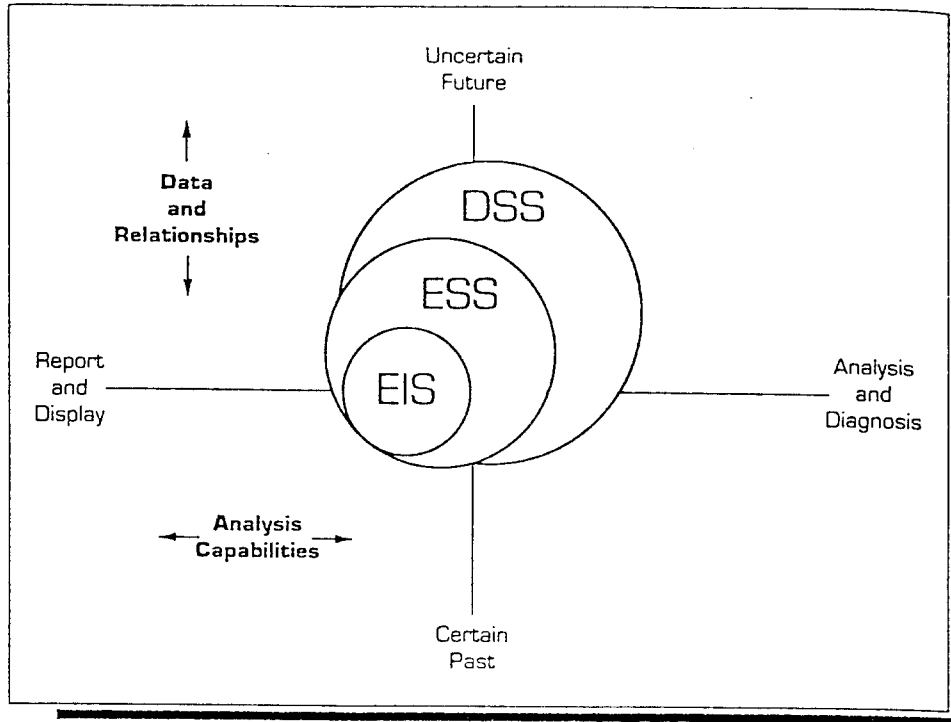 Uncertain
Future
Data
and
Relationships
DSS
ESS
EIS
Report
and
Display
Analysis
and
Diagnosis
Analysis
Capabilities
Certain
Past